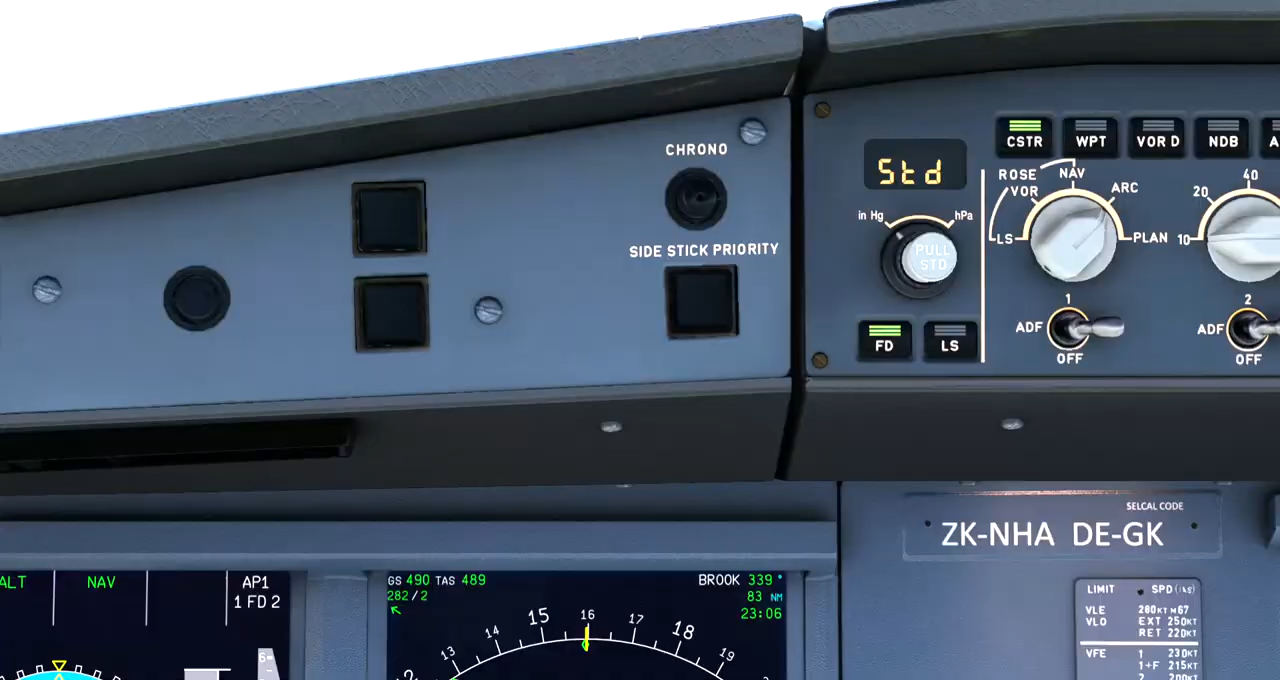 CHRONO
SIDE STICK PRIORITY
Std
in Hg hPa
PULL
STD
FD LS
CSTR WPT VOR D NDB
ROSE NAV
VOR ARC
LS PLAN
40
20
10
1 2
ADF ADF
OFF OFF
SELCAL CODE
ZK-NHA DE-GK
ALT NAV AP1
1 FD 2
GS 490 TAS 489 BROOK 339°
282/2 83 NM
23:06
13 14 15 16 17 18 19
6
LIMIT SPD
VLE 280KT M67
VLO EXT 250KT
RET 220KT
VFE 1 230KT
1+F 215KT
2 200KT